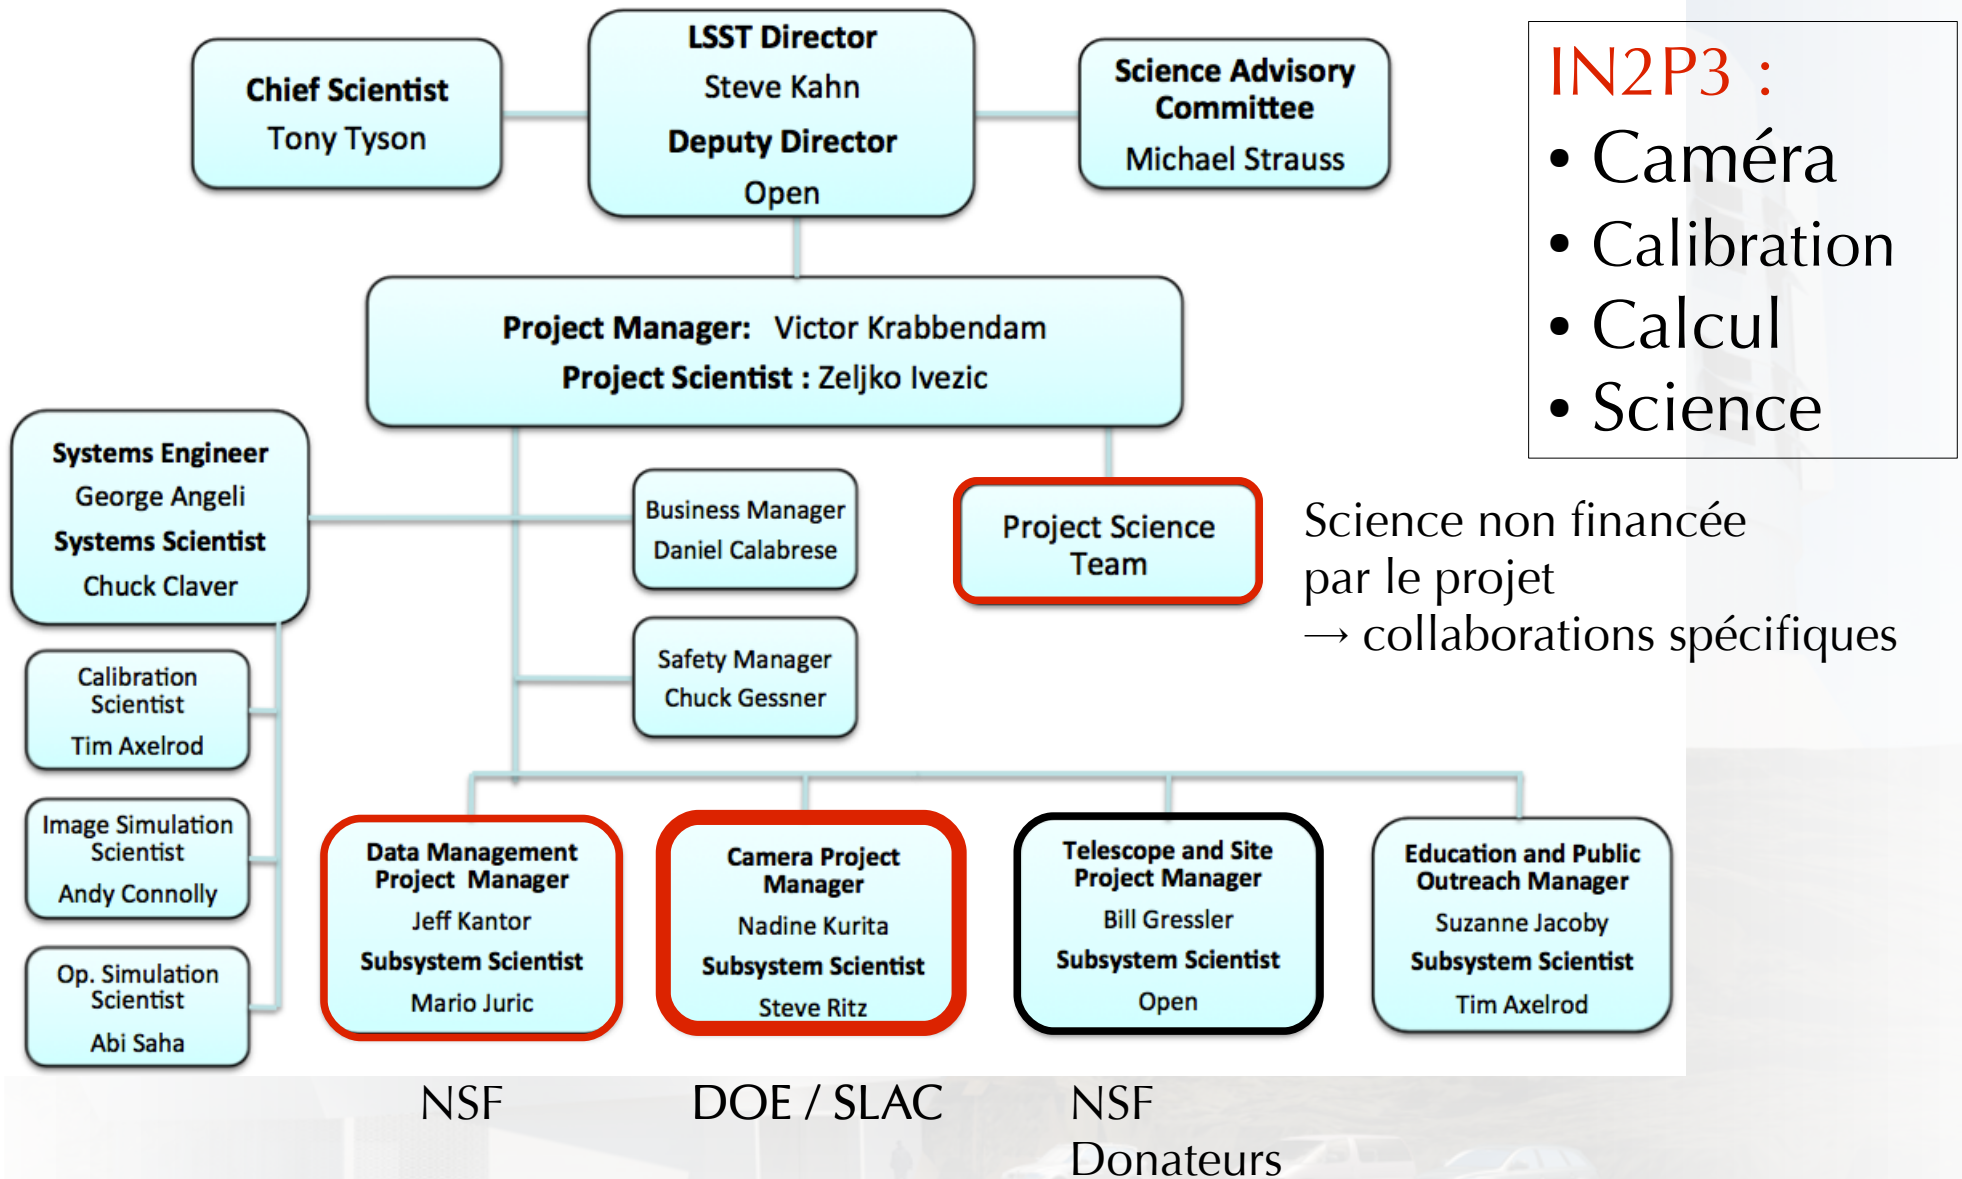 LSST Director
Steve Kahn
Deputy Director
Open
Chief Scientist
Tony Tyson
Science Advisory
Committee
Michael Strauss
IN2P3 :
• Caméra
• Calibration
• Calcul
• Science
Project Manager: Victor Krabbendam
Project Scientist : Zeljko Ivezic
Systems Engineer
George Angeli
Systems Scientist
Chuck Claver
Business Manager
Daniel Calabrese
Project Science
Team
Science non financée
par le projet
→ collaborations spécifiques
Safety Manager
Chuck Gessner
Calibration
Scientist
Tim Axelrod
Image Simulation
Scientist
Andy Connolly
Op. Simulation
Scientist
Abi Saha
Data Management
Project Manager
Jeff Kantor
Subsystem Scientist
Mario Juric
Camera Project
Manager
Nadine Kurita
Subsystem Scientist
Steve Ritz
Telescope and Site
Project Manager
Bill Gressler
Subsystem Scientist
Open
Education and Public
Outreach Manager
Suzanne Jacoby
Subsystem Scientist
Tim Axelrod
NSF
DOE / SLAC
NSF
Donateurs